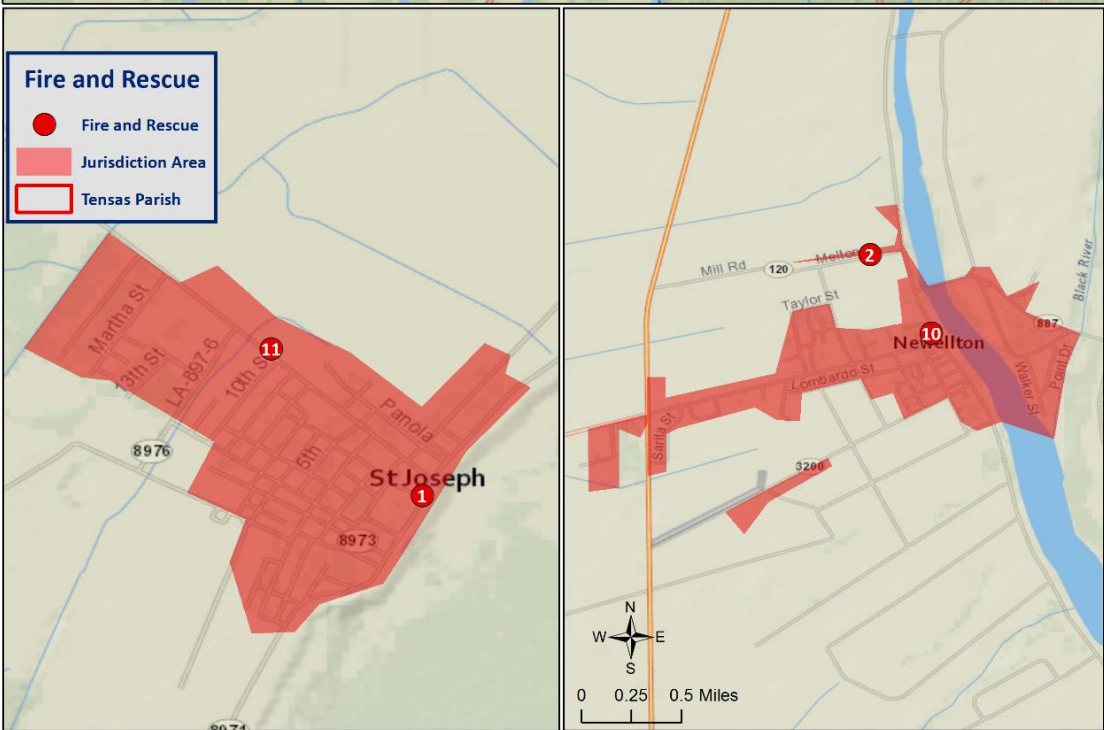 Fire and Rescue
Fire and Rescue
Jurisdiction Area
Tensas Parish
Martha St
13th St
LA-897-6
10th St
11
5th
Panola
St Joseph
1
8976
8973
8971
Mill Rd
120
2
Taylor St
10
Newellton
Lombardo St
Sarita St
3200
887
Walker St
Point Dr
Black River
N
W E
S
0 0.25 0.5 Miles